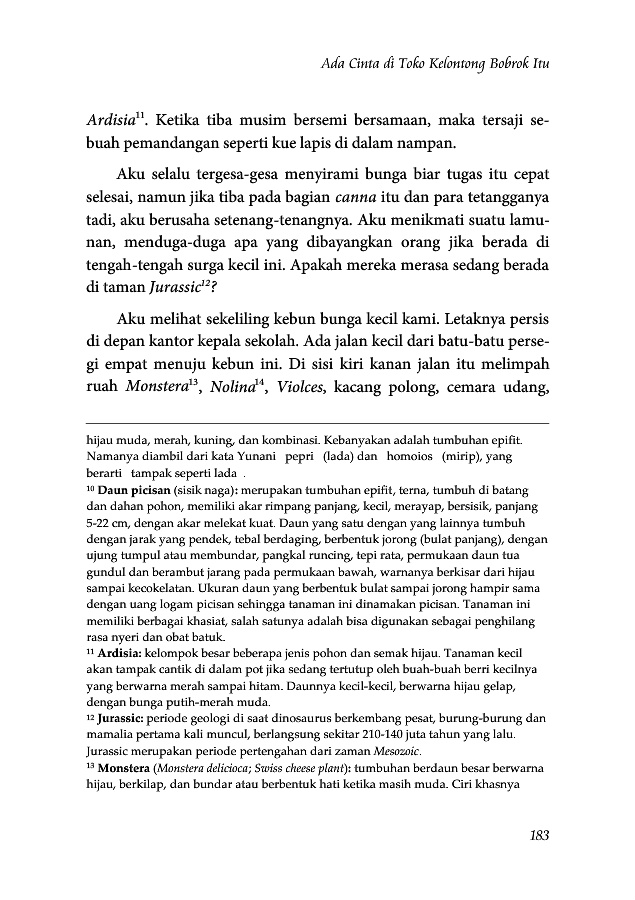 Ada Cinta di Toko Kelontong Bobrok Itu
Ardisia¹¹. Ketika tiba musim bersemi bersamaan, maka tersaji se-
buah pemandangan seperti kue lapis di dalam nampan.
Aku selalu tergesa-gesa menyirami bunga biar tugas itu cepat
selesai, namun jika tiba pada bagian canna itu dan para tetangganya
tadi, aku berusaha setenang-tenangnya. Aku menikmati suatu lamu-
nan, menduga-duga apa yang dibayangkan orang jika berada di
tengah-tengah surga kecil ini. Apakah mereka merasa sedang berada
di taman Jurassic¹²?
Aku melihat sekeliling kebun bunga kecil kami. Letaknya persis
di depan kantor kepala sekolah. Ada jalan kecil dari batu-batu perse-
gi empat menuju kebun ini. Di sisi kiri kanan jalan itu melimpah
ruah Monstera¹³, Nolina¹⁴, Violces, kacang polong, cemara udang,
hijau muda, merah, kuning, dan kombinasi. Kebanyakan adalah tumbuhan epifit.
Namanya diambil dari kata Yunani pepri (lada) dan homoios (mirip), yang
berarti tampak seperti lada .
¹⁰ Daun picisan (sisik naga): merupakan tumbuhan epifit, terna, tumbuh di batang
dan dahan pohon, memiliki akar rimpang panjang, kecil, merayap, bersisik, panjang
5-22 cm, dengan akar melekat kuat. Daun yang satu dengan yang lainnya tumbuh
dengan jarak yang pendek, tebal berdaging, berbentuk jorong (bulat panjang), dengan
ujung tumpul atau membundar, pangkal runcing, tepi rata, permukaan daun tua
gundul dan berambut jarang pada permukaan bawah, warnanya berkisar dari hijau
sampai kecokelatan. Ukuran daun yang berbentuk bulat sampai jorong hampir sama
dengan uang logam picisan sehingga tanaman ini dinamakan picisan. Tanaman ini
memiliki berbagai khasiat, salah satunya adalah bisa digunakan sebagai penghilang
rasa nyeri dan obat batuk.
¹¹ Ardisia: kelompok besar beberapa jenis pohon dan semak hijau. Tanaman kecil
akan tampak cantik di dalam pot jika sedang tertutup oleh buah-buah berri kecilnya
yang berwarna merah sampai hitam. Daunnya kecil-kecil, berwarna hijau gelap,
dengan bunga putih-merah muda.
¹² Jurassic: periode geologi di saat dinosaurus berkembang pesat, burung-burung dan
mamalia pertama kali muncul, berlangsung sekitar 210-140 juta tahun yang lalu.
Jurassic merupakan periode pertengahan dari zaman Mesozoic.
¹³ Monstera (Monstera delicioca; Swiss cheese plant): tumbuhan berdaun besar berwarna
hijau, berkilap, dan bundar atau berbentuk hati ketika masih muda. Ciri khasnya
183